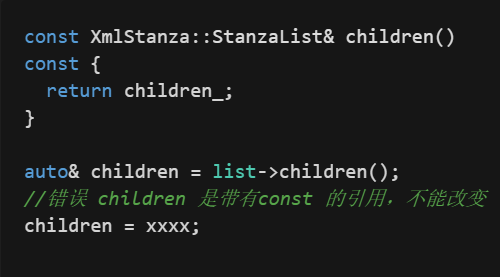 const XmlStanza::StanzaList& children()
const {
  return children_;
}

auto& children = list->children();
//错误 children 是带有const 的引用，不能改变
children = xxxx;